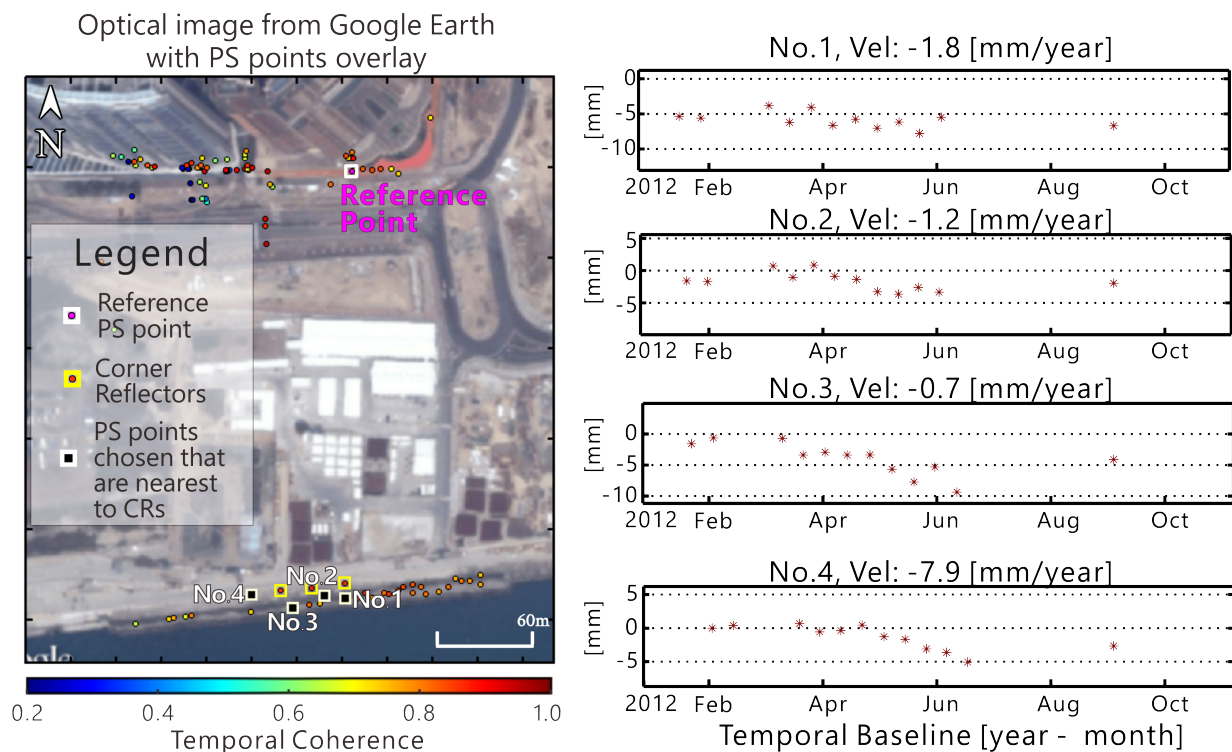 Optical image from Google Earth
with PS points overlay
N
Reference
Point
Legend
Reference
PS point
Corner
Reflectors
PS points
chosen that
are nearest
to CRs
No.4
No.2
No.1
No.3
60m
gle
0.2 0.4 0.6 0.8 1.0
Temporal Coherence
No.1, Vel: -1.8 [mm/year]
[mm]
0
-5
-10
2012 Feb Apr Jun Aug Oct
No.2, Vel: -1.2 [mm/year]
[mm]
5
0
-5
2012 Feb Apr Jun Aug Oct
No.3, Vel: -0.7 [mm/year]
[mm]
0
-5
-10
2012 Feb Apr Jun Aug Oct
No.4, Vel: -7.9 [mm/year]
[mm]
5
0
-5
2012 Feb Apr Jun Aug Oct
Temporal Baseline [year - month]